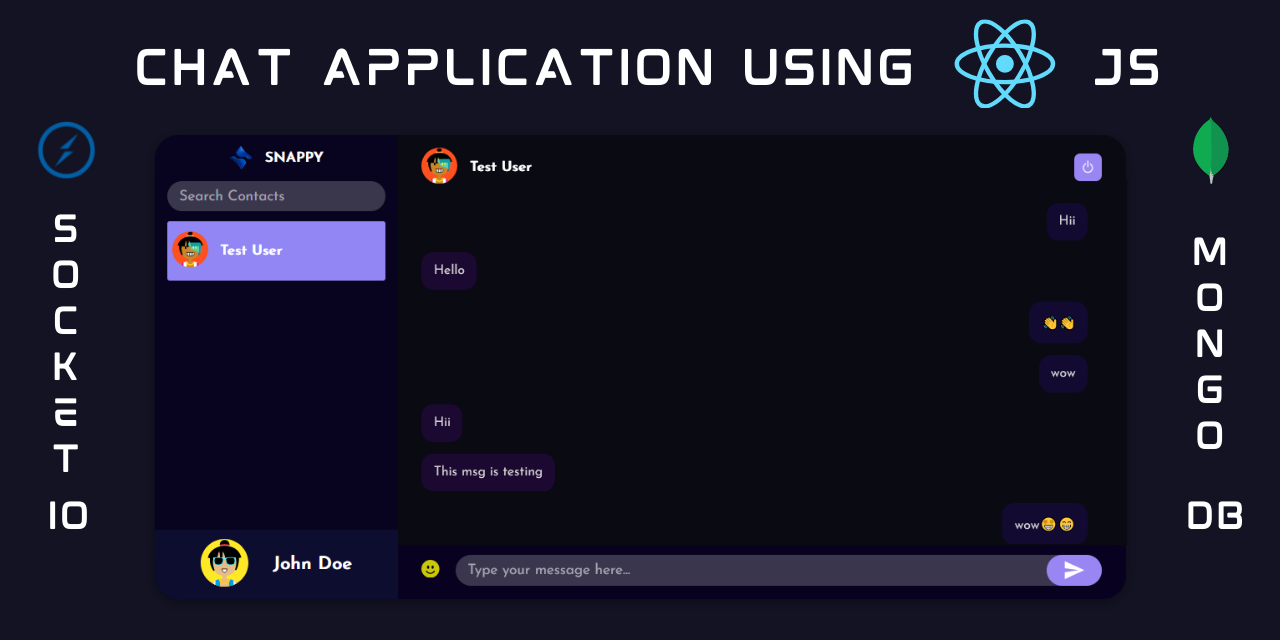 CHAT APPLICATION USING JS
SOCKET
IO
SNAPPY
Search Contacts
Test User
John Doe
Test User
Hii
Hello
👏👏
wow
Hii
This msg is testing
wow🤩😁
Type your message here...
MONGO
DB